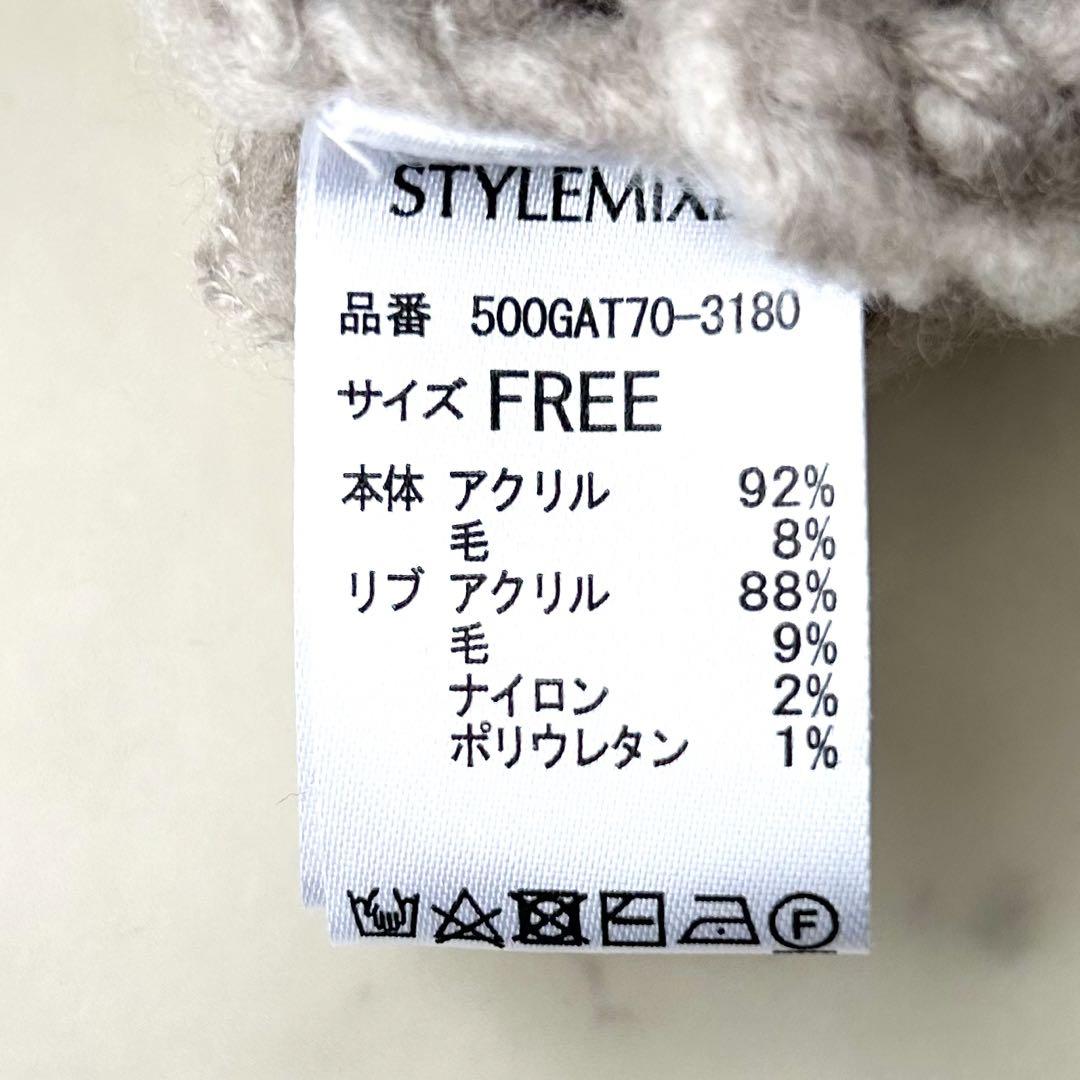 STYLEMIX
品番 500GAT70-3180
サイズ FREE
本体 アクリル 92%
毛 8%
リブ アクリル 88%
毛 9%
ナイロン 2%
ポリウレタン 1%
F